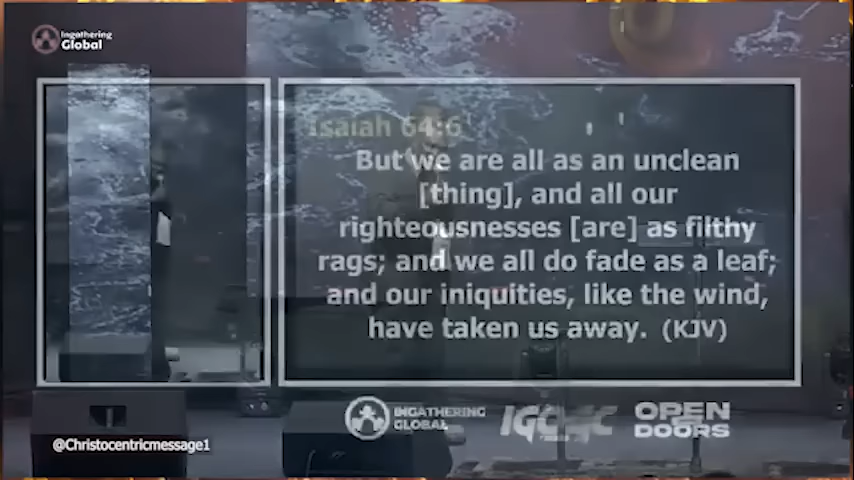 Ingathering
Global
Isaiah 64:6
But we are all as an unclean
[thing], and all our
righteousnesses [are] as filthy
rags; and we all do fade as a leaf;
and our iniquities, like the wind,
have taken us away. (KJV)
INGATHERING
GLOBAL
OPEN
DOORS
@Christocentricmessage1